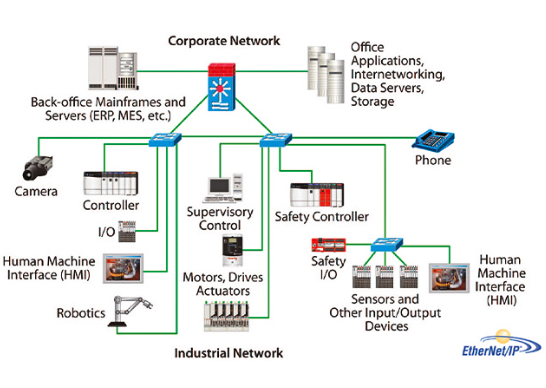 Corporate Network
Back-office Mainframes and
Servers (ERP, MES, etc.)
Office
Applications,
Internetworking,
Data Servers,
Storage
Camera
Phone
Controller
Supervisory
Control
Safety Controller
I/O
Human Machine
Interface (HMI)
Motors, Drives
Actuators
Safety
I/O
Sensors and
Other Input/Output
Devices
Human
Machine
Interface
(HMI)
Robotics
Industrial Network
EtherNet/IP